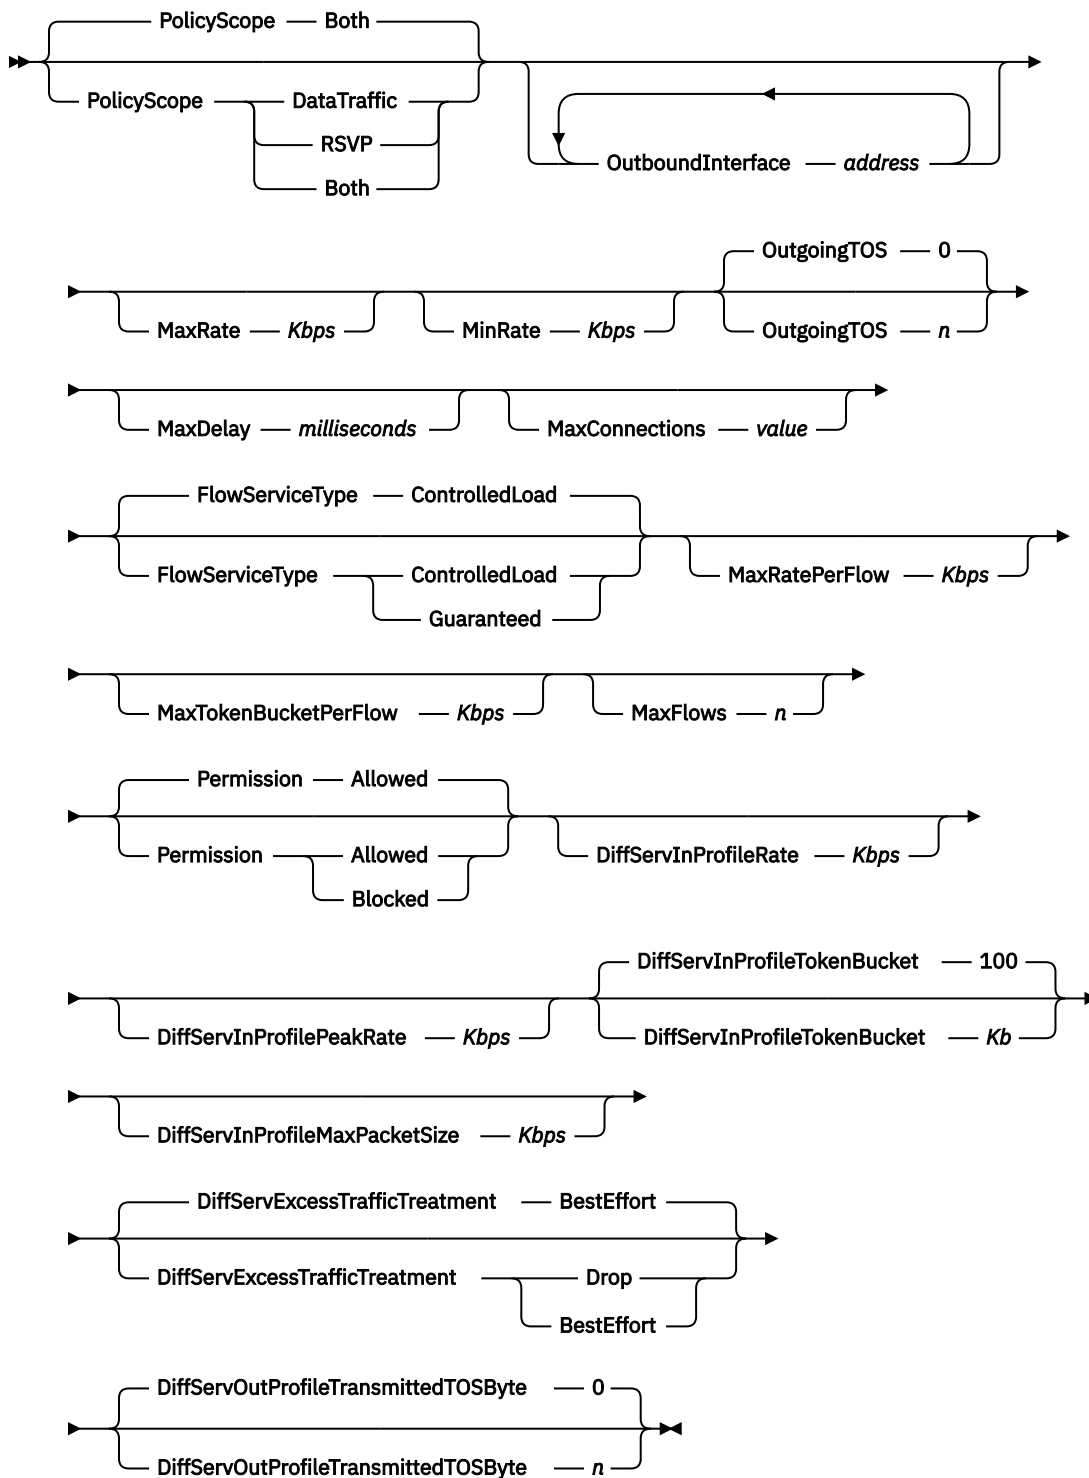 PolicyScope Both
PolicyScope DataTraffic
RSVP
Both
OutboundInterface address
OutgoingTOS 0
MaxRate Kbps MinRate Kbps OutgoingTOS n
MaxDelay milliseconds MaxConnections value
FlowServiceType ControlledLoad
FlowServiceType ControlledLoad MaxRatePerFlow Kbps
Guaranteed
MaxTokenBucketPerFlow Kbps MaxFlows n
Permission Allowed
Permission Allowed DiffServInProfileRate Kbps
Blocked
DiffServInProfileTokenBucket 100
DiffServInProfilePeakRate Kbps DiffServInProfileTokenBucket Kb
DiffServInProfileMaxPacketSize Kbps
DiffServExcessTrafficTreatment BestEffort
DiffServExcessTrafficTreatment Drop
BestEffort
DiffServOutProfileTransmittedTOSByte 0
DiffServOutProfileTransmittedTOSByte n